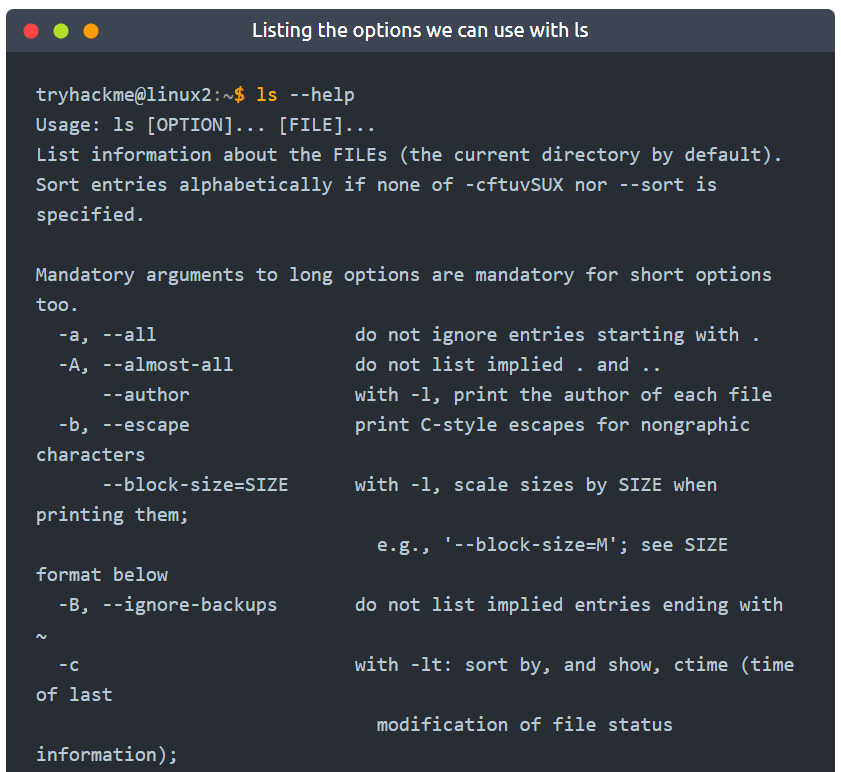 Listing the options we can use with ls
tryhackme@linux2:~$ ls --help
Usage: ls [OPTION]... [FILE]...
List information about the FILEs (the current directory by default).
Sort entries alphabetically if none of -cftuvSUX nor --sort is
specified.

Mandatory arguments to long options are mandatory for short options
too.
  -a, --all                  do not ignore entries starting with .
  -A, --almost-all           do not list implied . and ..
      --author               with -l, print the author of each file
  -b, --escape               print C-style escapes for nongraphic
characters
      --block-size=SIZE      with -l, scale sizes by SIZE when
printing them;
                               e.g., '--block-size=M'; see SIZE
format below
  -B, --ignore-backups       do not list implied entries ending with
~
  -c                         with -lt: sort by, and show, ctime (time
of last
                               modification of file status
information);